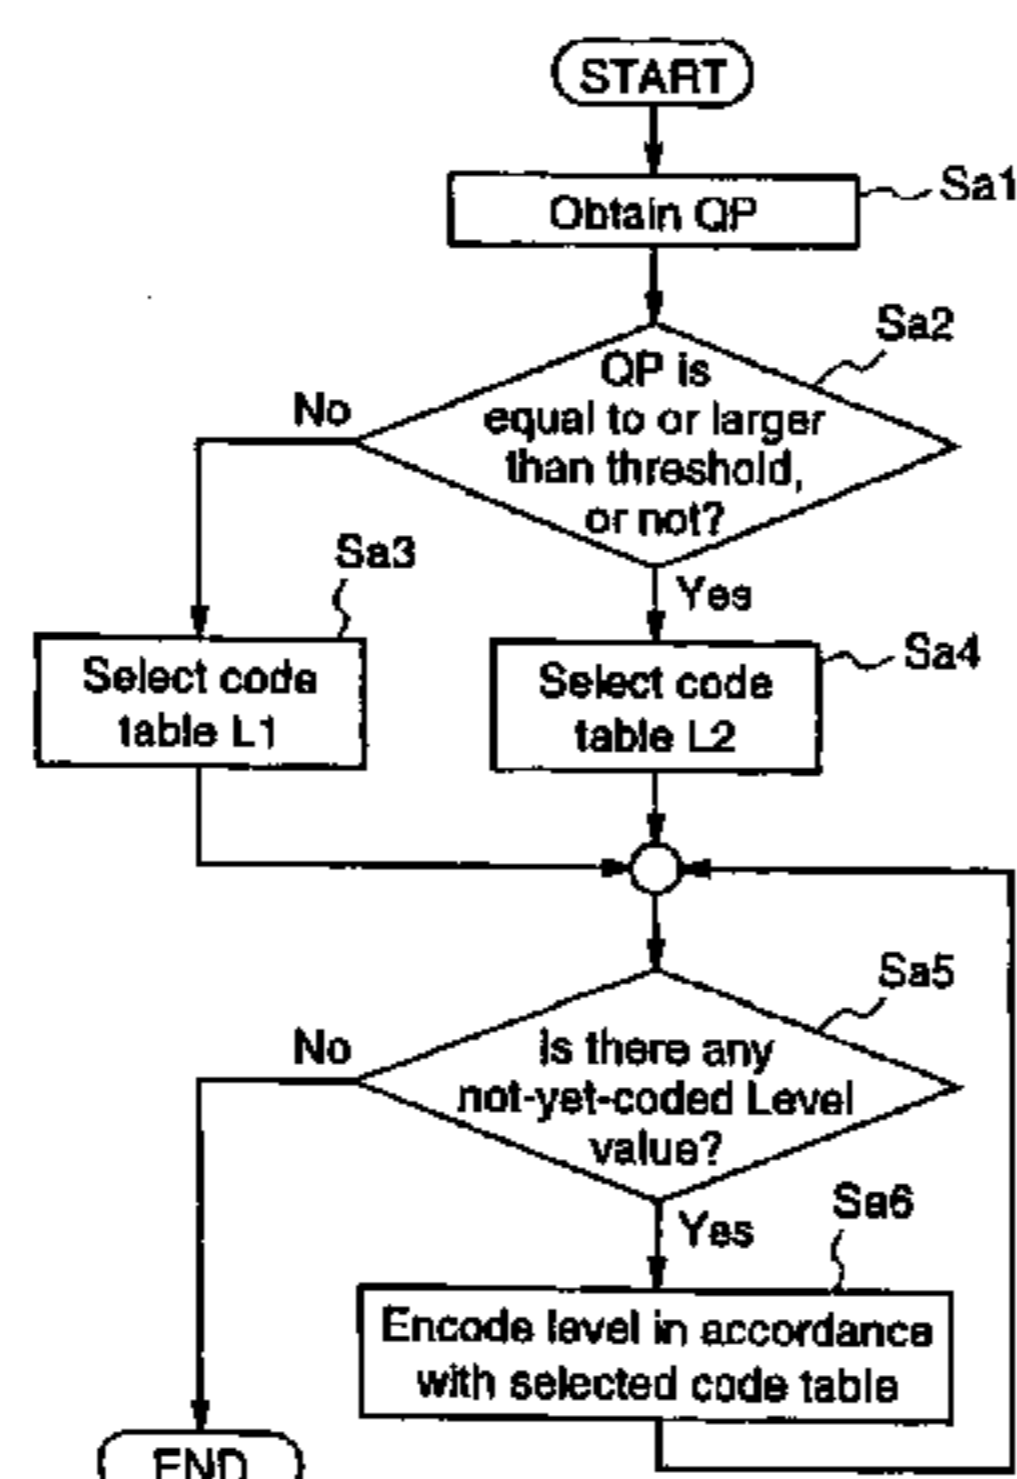 START
Obtain QP
Sa1
Sa2
QP is
equal to or larger
than threshold,
or not?
No
Yes
Sa3
Select code
table L1
Sa4
Select code
table L2
Sa5
Is there any
not-yet-coded Level
value?
No
Yes
Sa6
Encode level in accordance
with selected code table
END